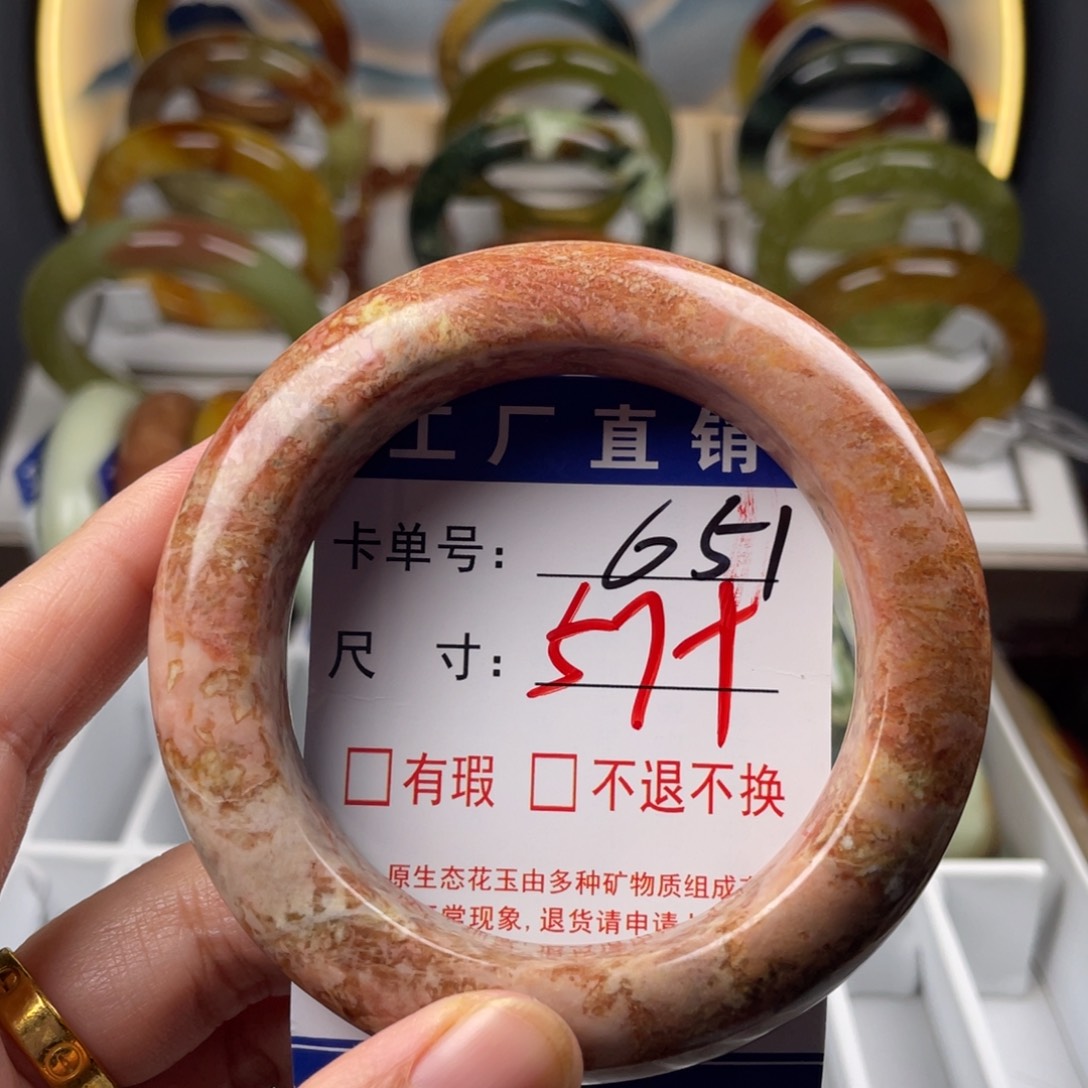 工厂直销
卡单号: 651
尺 寸: 57+
□有瑕 □不退不换
原生态花玉由多种矿物质组成
常现象,退货请申请